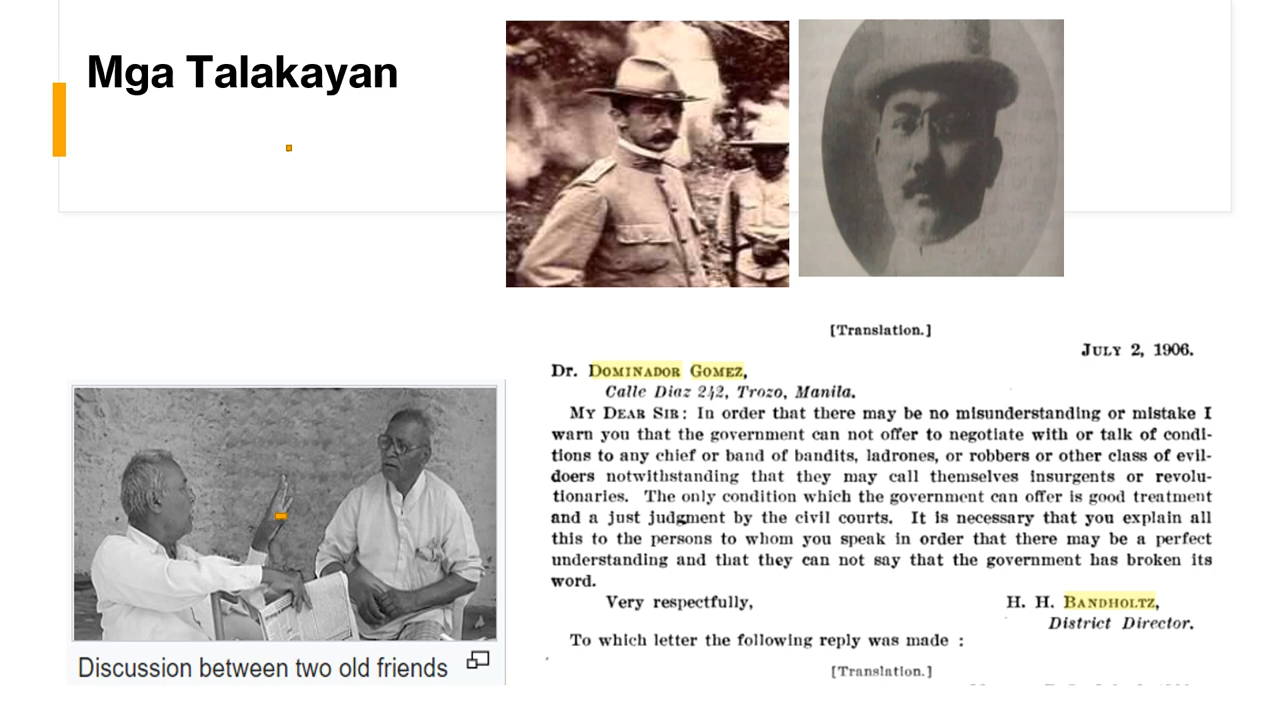 Mga Talakayan
[Translation.]
JULY 2, 1906.
Dr. DOMINADOR GOMEZ,
Calle Diaz 242, Trozo, Manila.
MY DEAR SIR: In order that there may be no misunderstanding or mistake I
warn you that the government can not offer to negotiate with or talk of condi-
tions to any chief or band of bandits, ladrones, or robbers or other class of evil-
doers notwithstanding that they may call themselves insurgents or revolu-
tionaries. The only condition which the government can offer is good treatment
and a just judgment by the civil courts. It is necessary that you explain all
this to the persons to whom you speak in order that there may be a perfect
understanding and that they can not say that the government has broken its
word.
Very respectfully,
H. H. BANDHOLTZ,
District Director.
To which letter the following reply was made :
[Translation.]
Discussion between two old friends